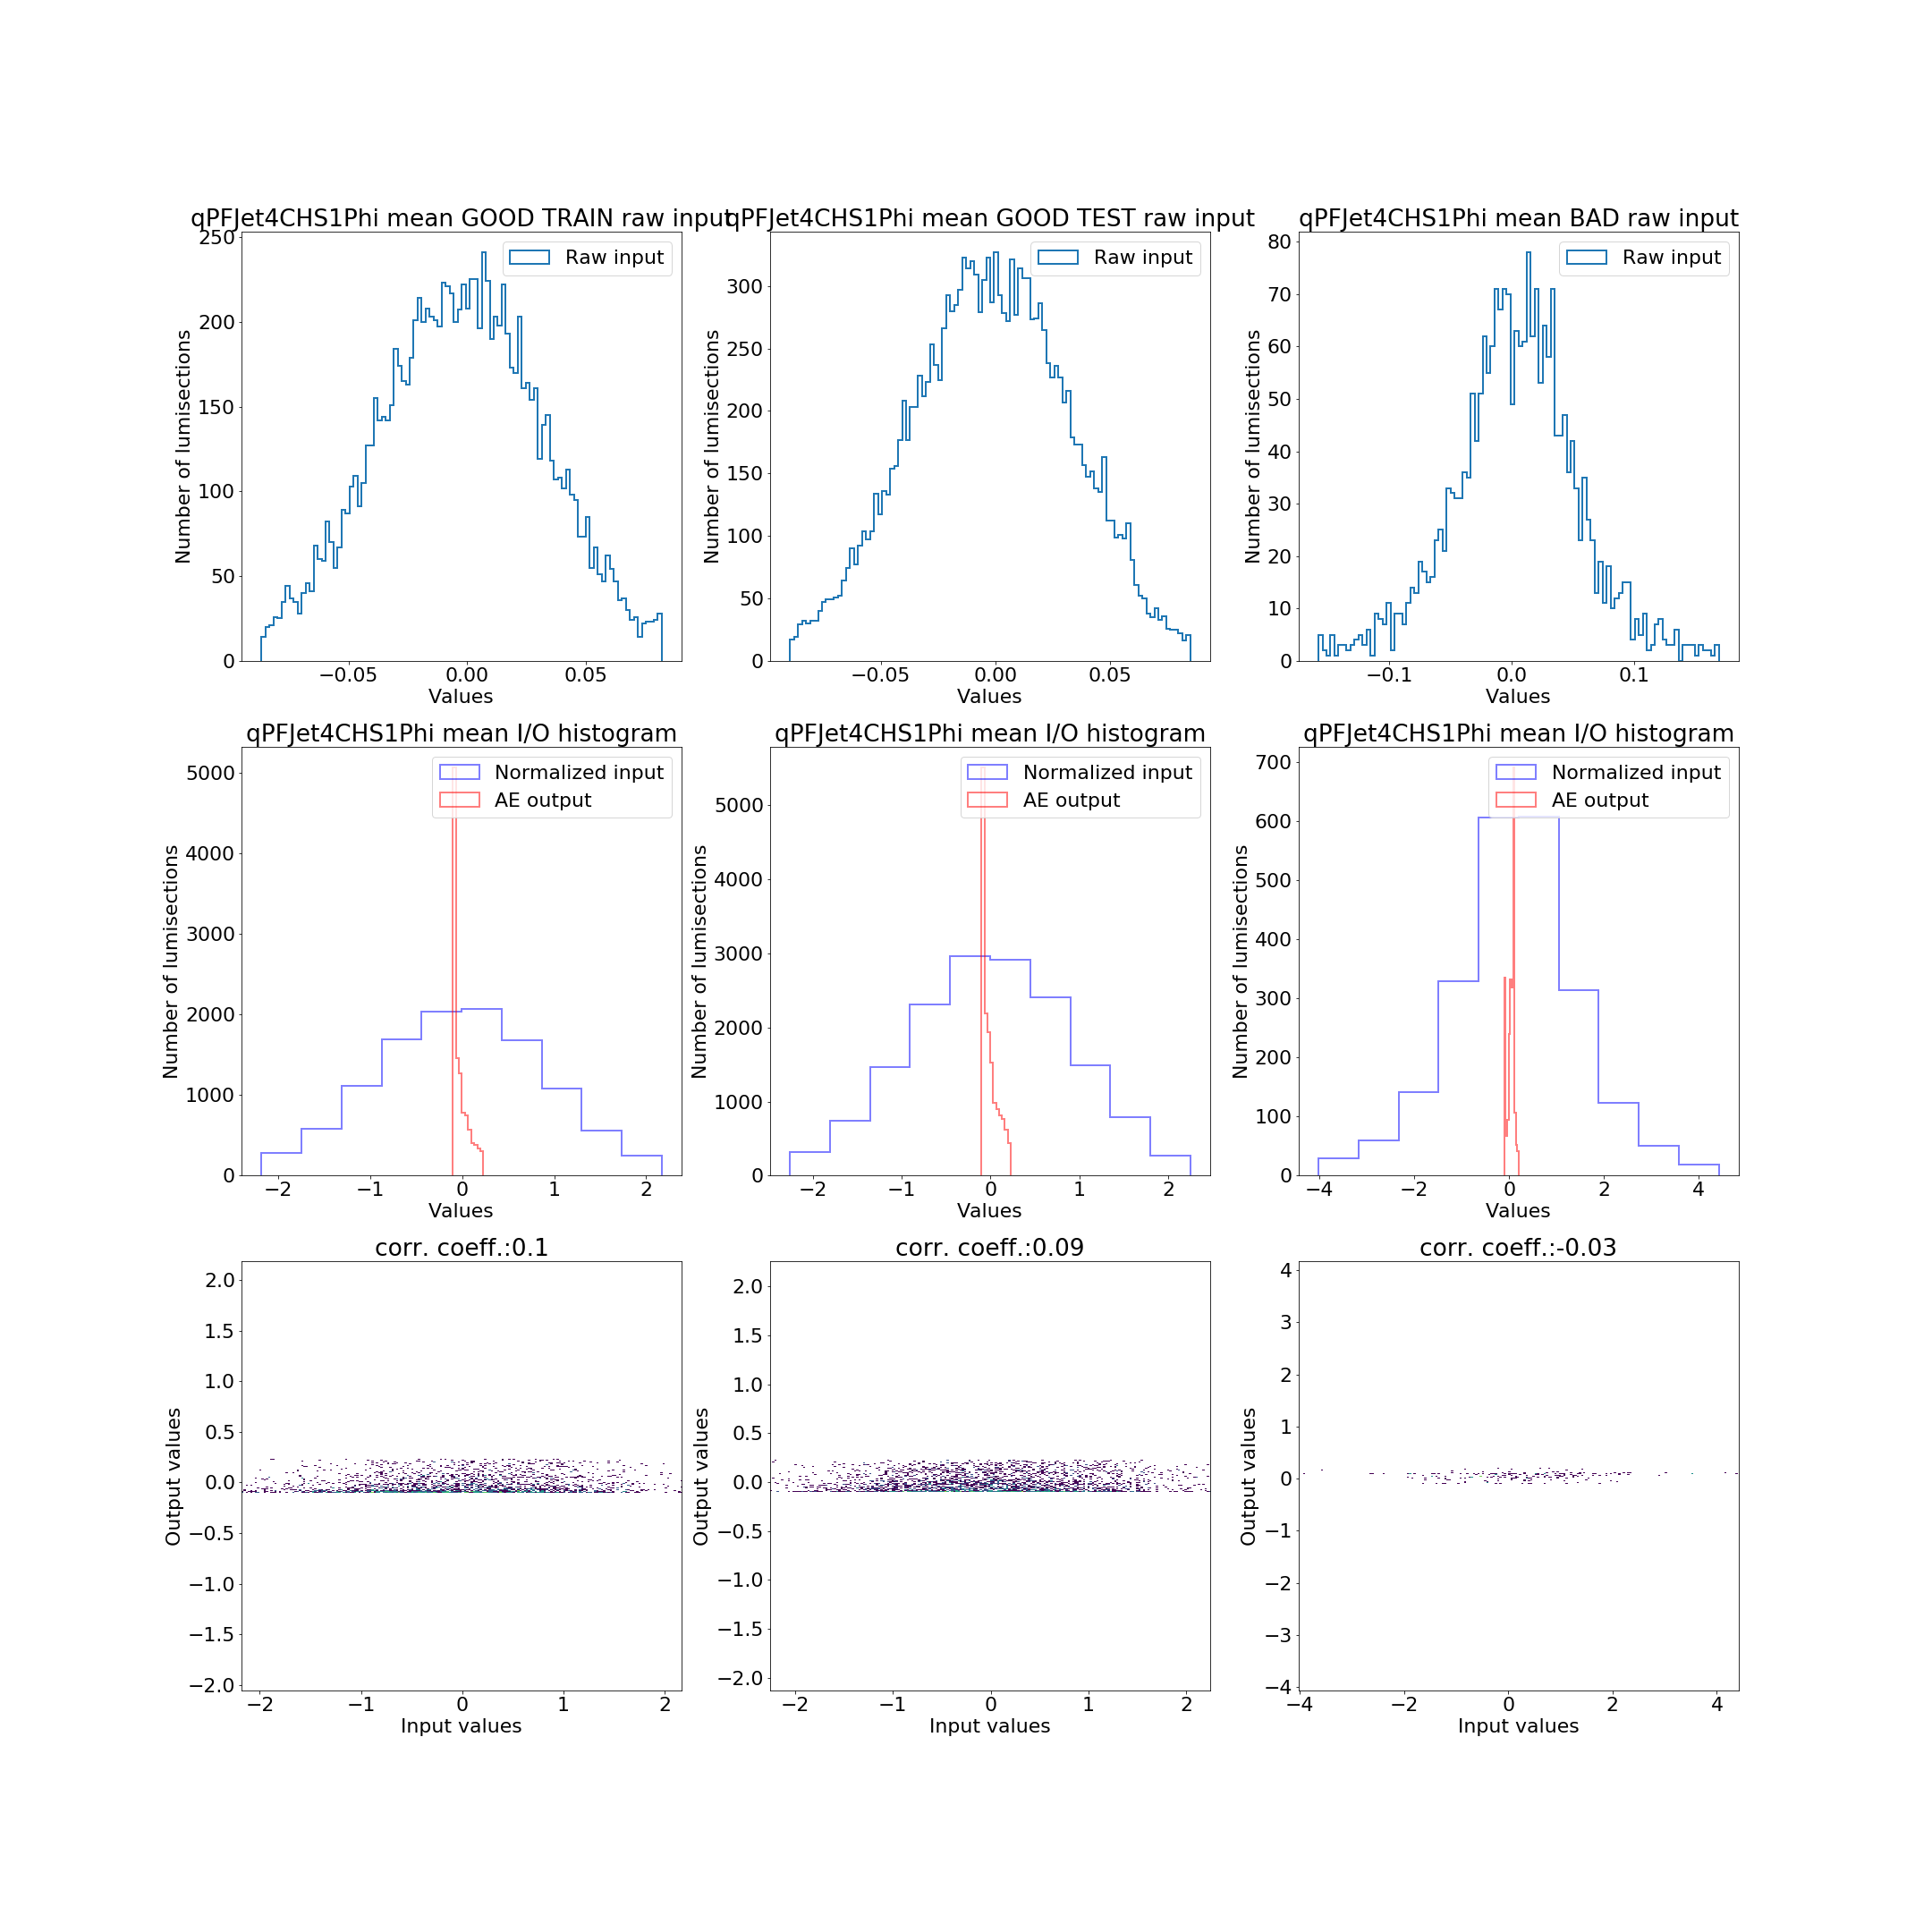 qPFJet4CHS1Phi mean GOOD TRAIN raw input
250
200
150
100
50
0
Number of lumisections
Raw input
−0.05 0.00 0.05
Values
qPFJet4CHS1Phi mean GOOD TEST raw input
300
250
200
150
100
50
0
Number of lumisections
Raw input
−0.05 0.00 0.05
Values
qPFJet4CHS1Phi mean BAD raw input
80
70
60
50
40
30
20
10
0
Number of lumisections
Raw input
−0.1 0.0 0.1
Values
qPFJet4CHS1Phi mean I/O histogram
5000
4000
3000
2000
1000
0
Number of lumisections
Normalized input
AE output
−2 −1 0 1 2
Values
qPFJet4CHS1Phi mean I/O histogram
5000
4000
3000
2000
1000
0
Number of lumisections
Normalized input
AE output
−2 −1 0 1 2
Values
qPFJet4CHS1Phi mean I/O histogram
700
600
500
400
300
200
100
0
Number of lumisections
Normalized input
AE output
−4 −2 0 2 4
Values
corr. coeff.:0.1
2.0
1.5
1.0
0.5
0.0
−0.5
−1.0
−1.5
−2.0
Output values
−2 −1 0 1 2
Input values
corr. coeff.:0.09
2.0
1.5
1.0
0.5
0.0
−0.5
−1.0
−1.5
−2.0
Output values
−2 −1 0 1 2
Input values
corr. coeff.:-0.03
4
3
2
1
0
−1
−2
−3
−4
Output values
−4 −2 0 2 4
Input values